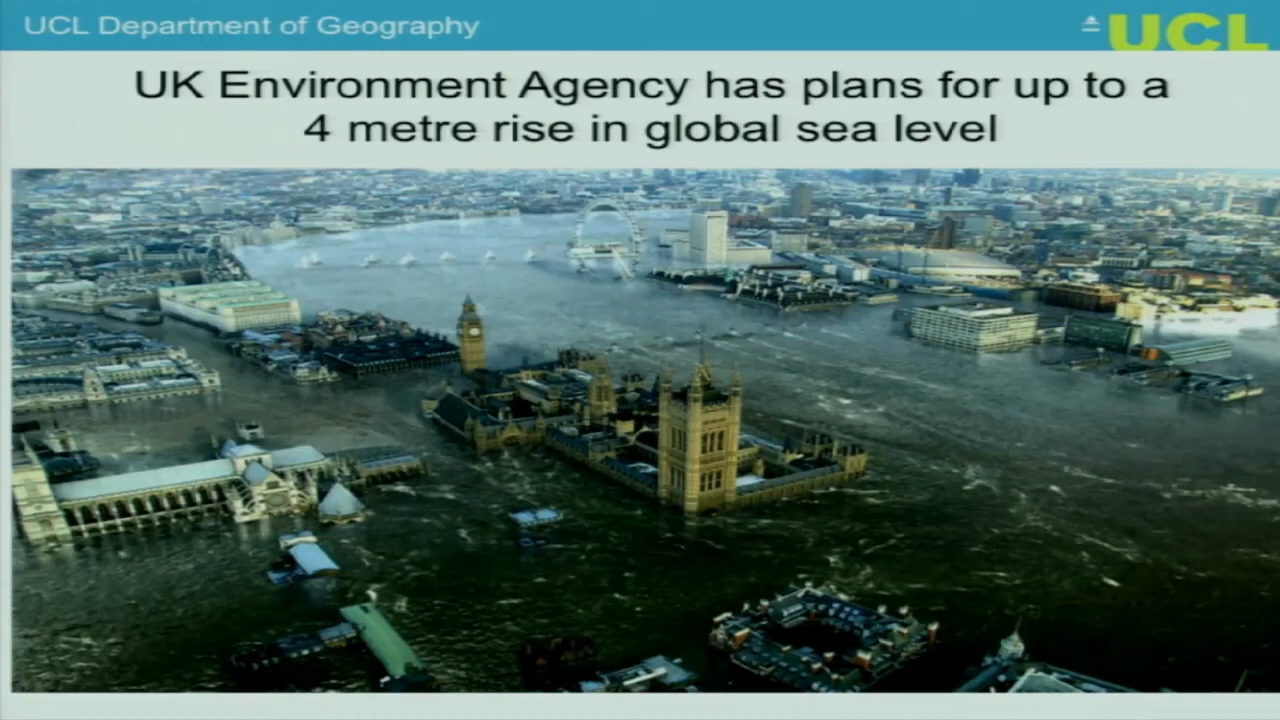 UCL Department of Geography
UCL
UK Environment Agency has plans for up to a
4 metre rise in global sea level